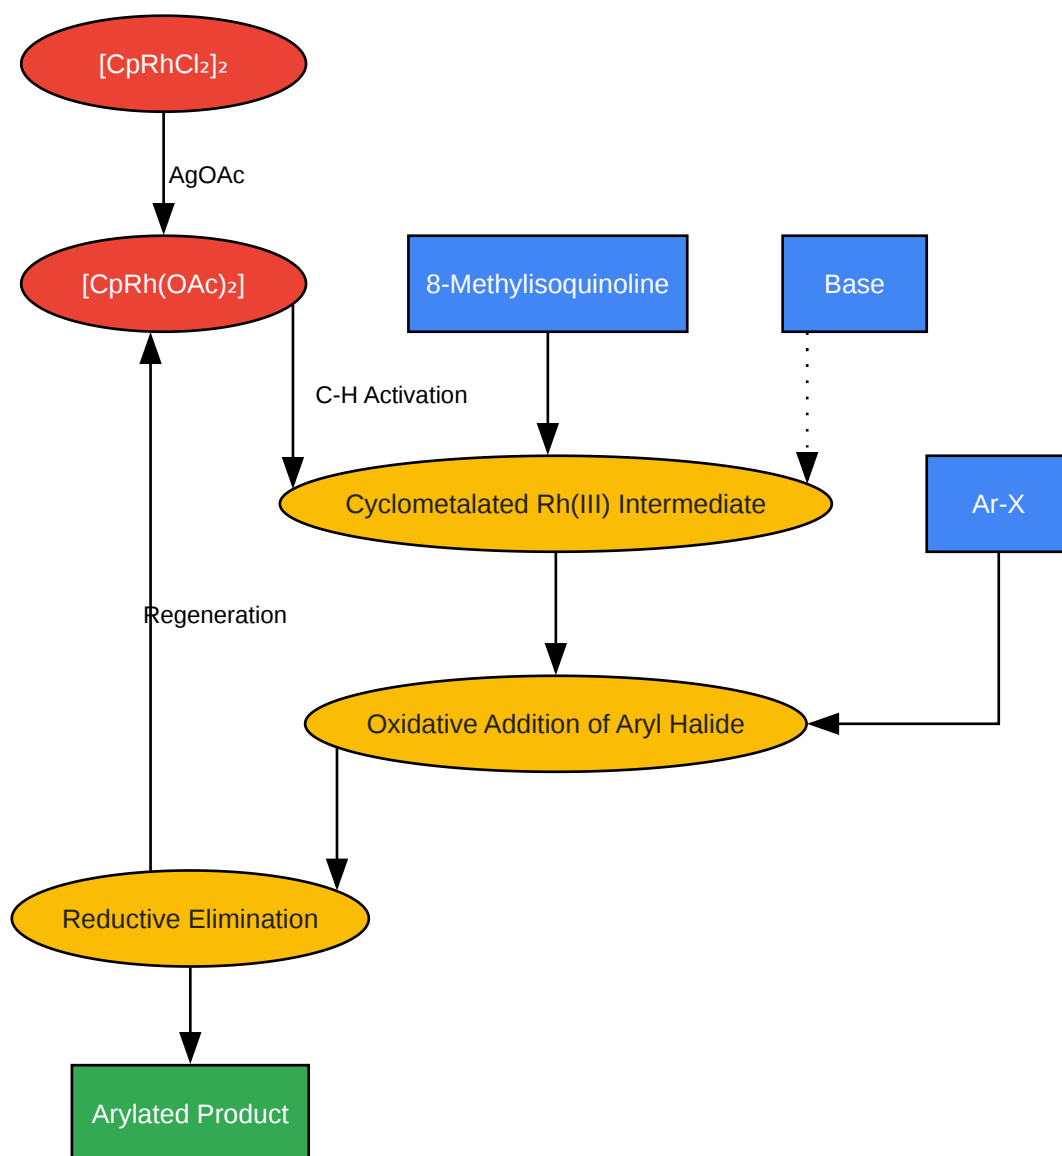 [CpRhCl₂]₂
AgOAc
[CpRh(OAc)₂]
8-Methylisoquinoline
Base
C-H Activation
Cyclometalated Rh(III) Intermediate
Ar-X
Regeneration
Oxidative Addition of Aryl Halide
Reductive Elimination
Arylated Product